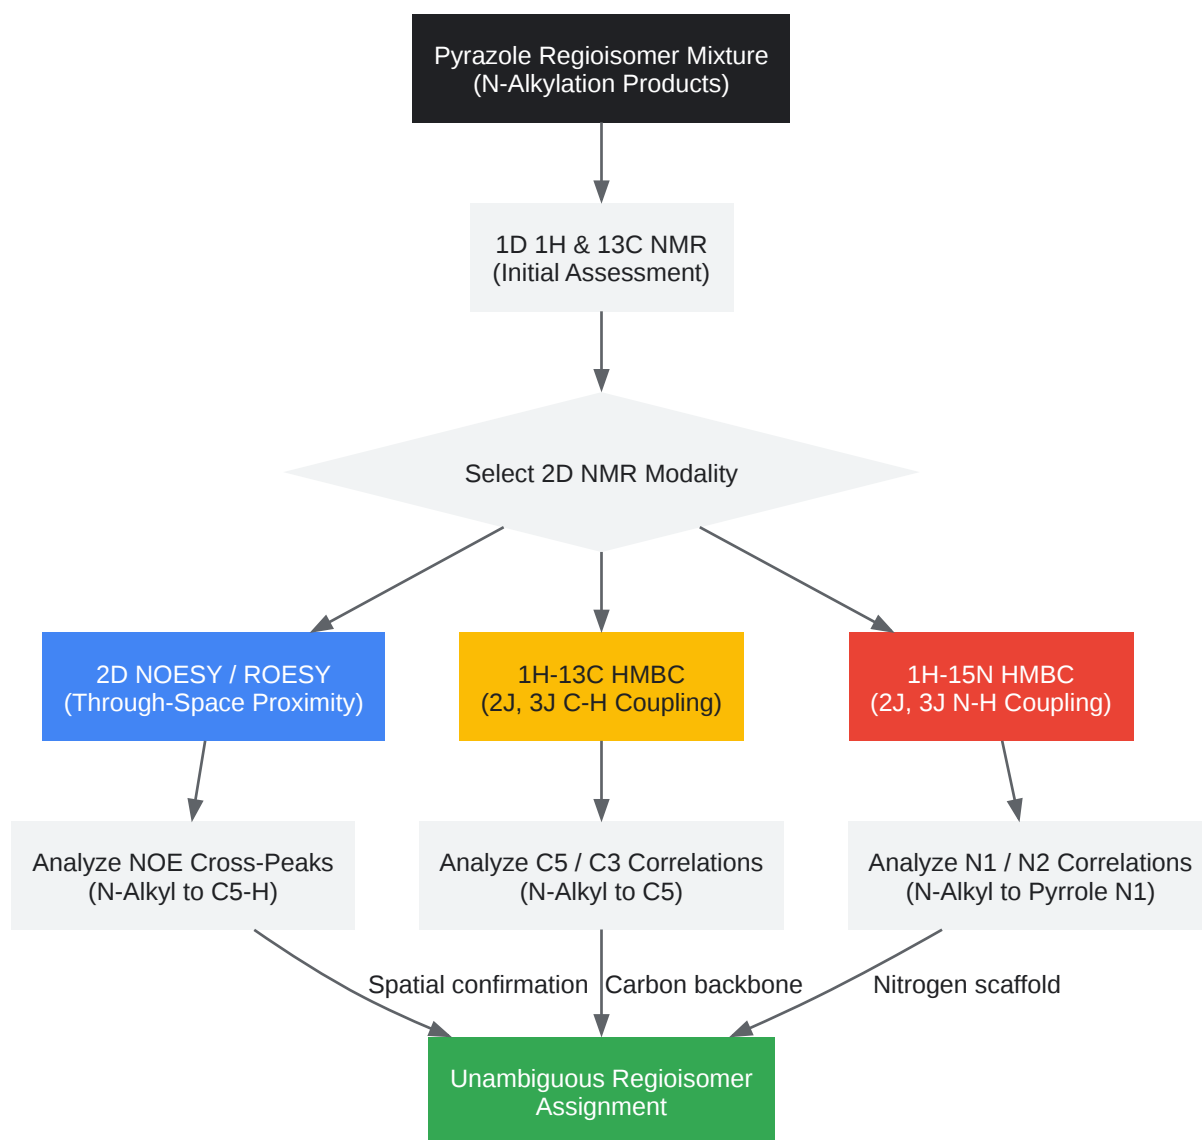 Pyrazole Regioisomer Mixture
(N-Alkylation Products)
1D 1H & 13C NMR
(Initial Assessment)
Select 2D NMR Modality
2D NOESY / ROESY
(Through-Space Proximity)
1H-13C HMBC
(2J, 3J C-H Coupling)
1H-15N HMBC
(2J, 3J N-H Coupling)
Analyze NOE Cross-Peaks
(N-Alkyl to C5-H)
Analyze C5 / C3 Correlations
(N-Alkyl to C5)
Analyze N1 / N2 Correlations
(N-Alkyl to Pyrrole N1)
Spatial confirmation
Carbon backbone
Nitrogen scaffold
Unambiguous Regioisomer
Assignment